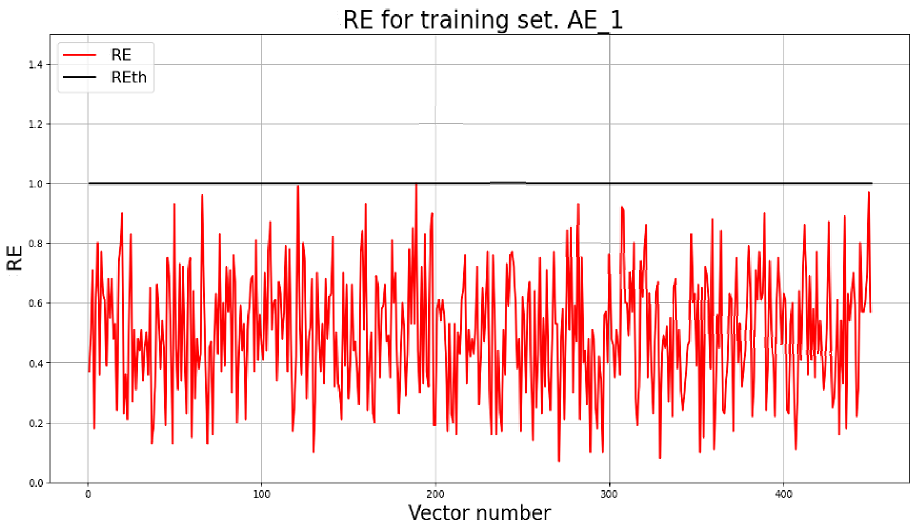 RE for training set. AE_1
RE
REth
1.4
1.2
1.0
0.8
0.6
0.4
0.2
0.0
RE
0 100 200 300 400
Vector number